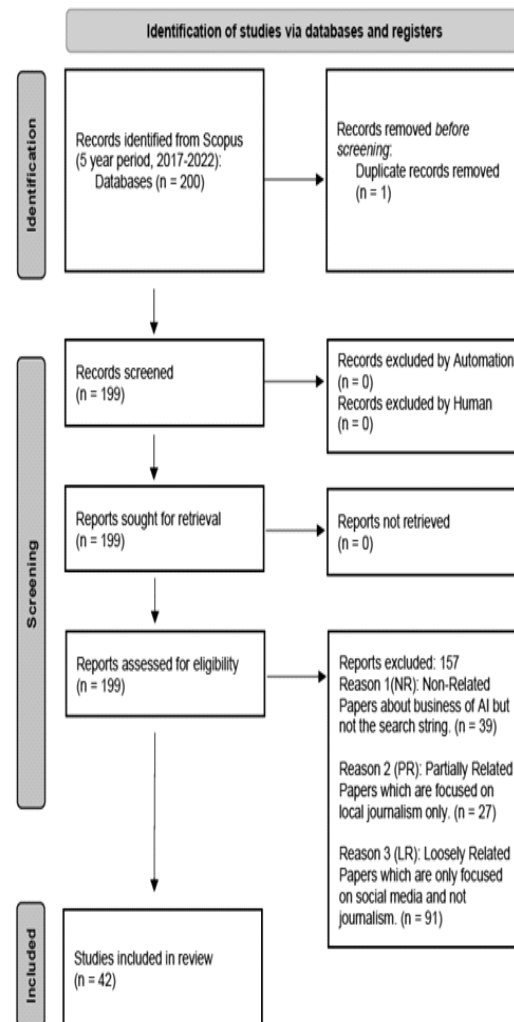 Identification of studies via databases and registers
Identification
Records identified from Scopus
(5 year period, 2017-2022):
Databases (n = 200)
Records removed before
screening:
Duplicate records removed
(n = 1)
Screening
Records screened
(n = 199)
Records excluded by Automation
(n = 0)
Records excluded by Human
(n = 0)
Reports sought for retrieval
(n = 199)
Reports not retrieved
(n = 0)
Reports assessed for eligibility
(n = 199)
Reports excluded: 157
Reason 1(NR): Non-Related
Papers about business of AI but
not the search string. (n = 39)
Reason 2 (PR): Partially Related
Papers which are focused on
local journalism only. (n = 27)
Reason 3 (LR): Loosely Related
Papers which are only focused
on social media and not
journalism. (n = 91)
Included
Studies included in review
(n = 42)